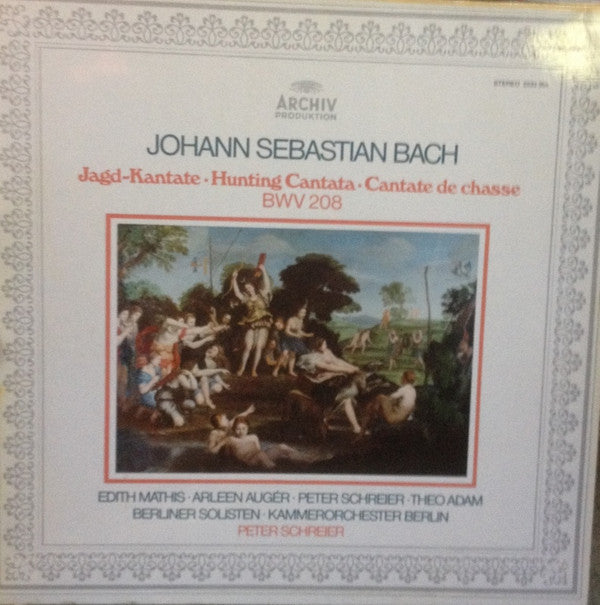 STEREO
ARCHIV
PRODUKTION
JOHANN SEBASTIAN BACH
Jagd-Kantate · Hunting Cantata · Cantate de chasse
BWV 208
EDITH MATHIS · ARLEEN AUGÉR · PETER SCHREIER · THEO ADAM
BERLINER SOLISTEN · KAMMERORCHESTER BERLIN
PETER SCHREIER